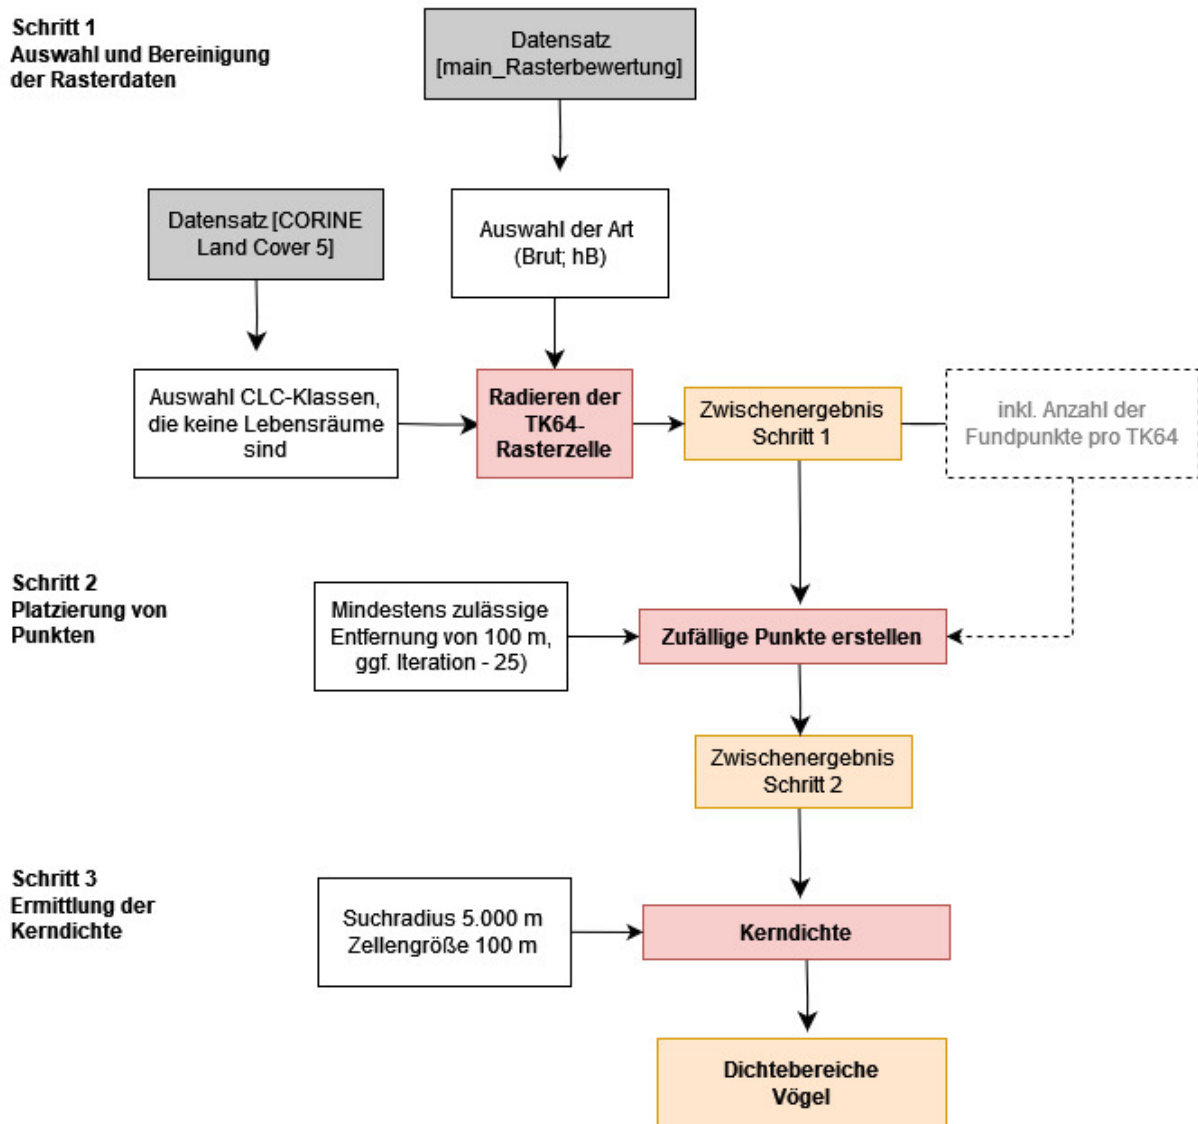 Schritt 1
Auswahl und Bereinigung
der Rasterdaten
Datensatz
[main_Rasterbewertung]
Datensatz [CORINE
Land Cover 5]
Auswahl der Art
(Brut; hB)
Auswahl CLC-Klassen,
die keine Lebensräume
sind
Radieren der
TK64-
Rasterzelle
Zwischenergebnis
Schritt 1
inkl. Anzahl der
Fundpunkte pro TK64
Schritt 2
Platzierung von
Punkten
Mindestens zulässige
Entfernung von 100 m,
ggf. Iteration - 25)
Zufällige Punkte erstellen
Zwischenergebnis
Schritt 2
Schritt 3
Ermittlung der
Kerndichte
Suchradius 5.000 m
Zellengröße 100 m
Kerndichte
Dichtebereiche
Vögel